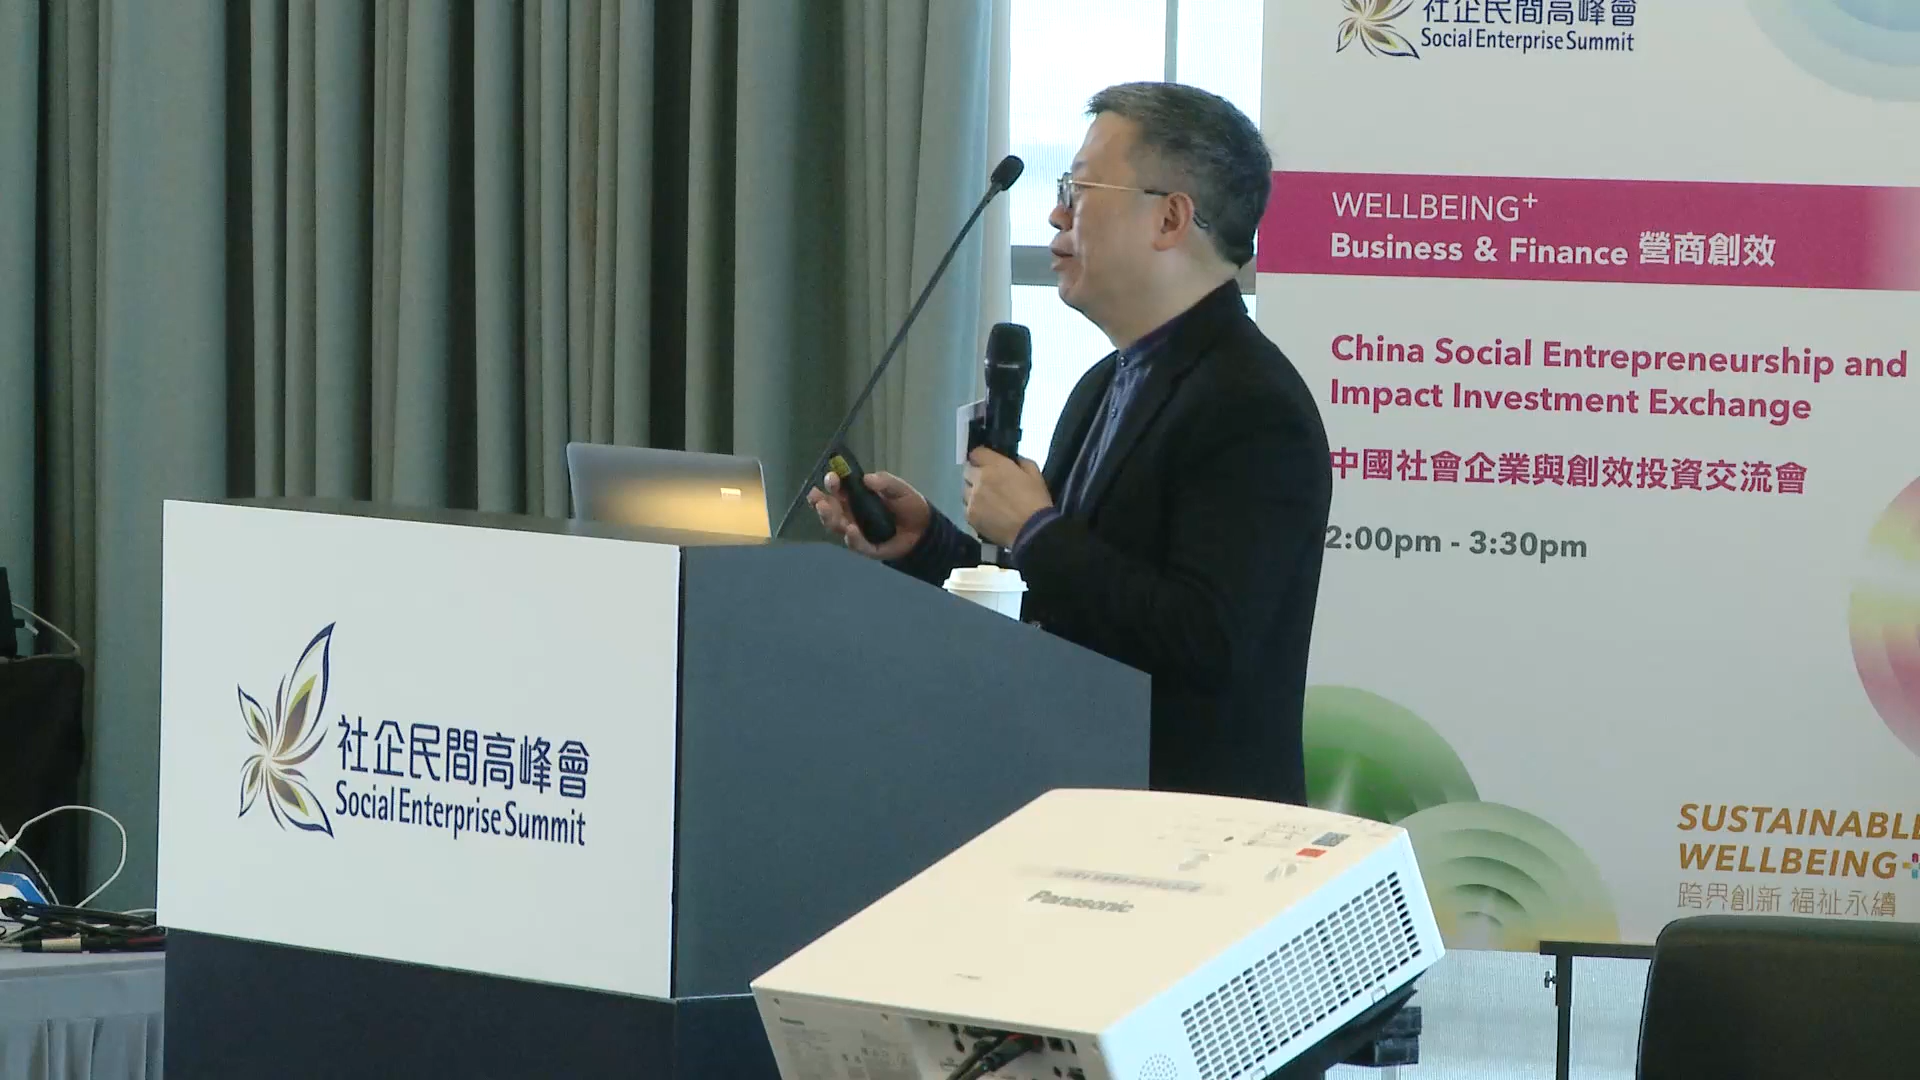 社企民間高峰會
Social Enterprise Summit
WELLBEING⁺
Business & Finance 營商創效
China Social Entrepreneurship and
Impact Investment Exchange
中國社會企業與創效投資交流會
2:00pm - 3:30pm
社企民間高峰會
Social Enterprise Summit
SUSTAINABLE
WELLBEING+
跨界創新 福祉永續
Panasonic